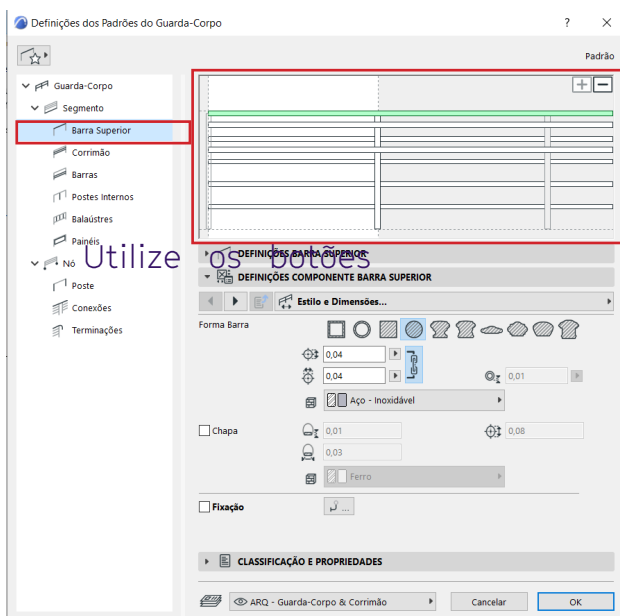 Definições dos Padrões do Guarda-Corpo
Padrão
Guarda-Corpo
Segmento
Barra Superior
Corrimão
Barras
Postes Internos
Balaústres
Painéis
Nó
Poste
Conexões
Terminações
Utilize os botões
DEFINIÇÕES BARRA SUPERIOR
DEFINIÇÕES COMPONENTE BARRA SUPERIOR
Estilo e Dimensões...
Forma Barra
0,04
0,04
0,01
Aço - Inoxidável
Chapa
0,01
0,08
0,03
Ferro
Fixação
...
CLASSIFICAÇÃO E PROPRIEDADES
ARQ - Guarda-Corpo & Corrimão
Cancelar
OK